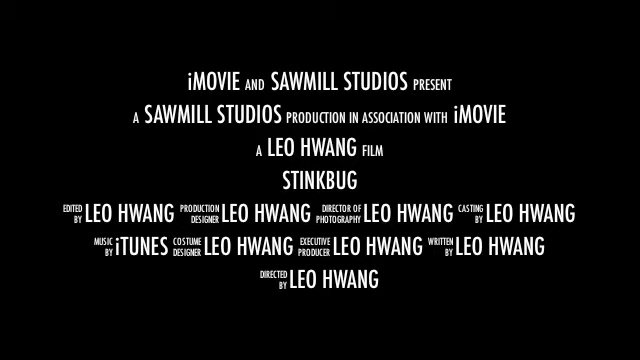 iMOVIE AND SAWMILL STUDIOS PRESENT
A SAWMILL STUDIOS PRODUCTION IN ASSOCIATION WITH iMOVIE
A LEO HWANG FILM
STINKBUG
EDITED BY LEO HWANG PRODUCTION DESIGNER LEO HWANG DIRECTOR OF PHOTOGRAPHY LEO HWANG CASTING BY LEO HWANG
MUSIC BY iTUNES COSTUME DESIGNER LEO HWANG EXECUTIVE PRODUCER LEO HWANG WRITTEN BY LEO HWANG
DIRECTED BY LEO HWANG